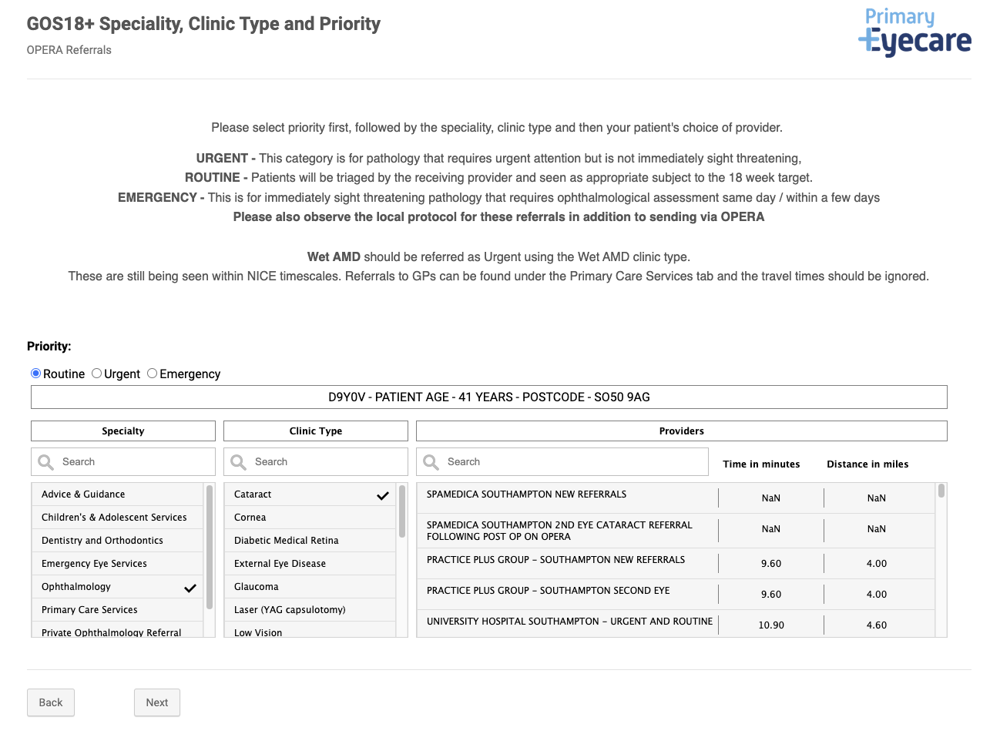 GOS18+ Speciality, Clinic Type and Priority
OPERA Referrals
Primary
Eyecare
Please select priority first, followed by the speciality, clinic type and then your patient's choice of provider.
URGENT - This category is for pathology that requires urgent attention but is not immediately sight threatening,
ROUTINE - Patients will be triaged by the receiving provider and seen as appropriate subject to the 18 week target.
EMERGENCY - This is for immediately sight threatening pathology that requires ophthalmological assessment same day / within a few days
Please also observe the local protocol for these referrals in addition to sending via OPERA
Wet AMD should be referred as Urgent using the Wet AMD clinic type.
These are still being seen within NICE timescales. Referrals to GPs can be found under the Primary Care Services tab and the travel times should be ignored.
Priority:
Routine Urgent Emergency
D9Y0V - PATIENT AGE - 41 YEARS - POSTCODE - SO50 9AG
Specialty
Search
Advice & Guidance
Children's & Adolescent Services
Dentistry and Orthodontics
Emergency Eye Services
Ophthalmology
Primary Care Services
Private Ophthalmology Referral
Clinic Type
Search
Cataract
Cornea
Diabetic Medical Retina
External Eye Disease
Glaucoma
Laser (YAG capsulotomy)
Low Vision
Providers
Search Time in minutes Distance in miles
SPAMEDICA SOUTHAMPTON NEW REFERRALS NaN NaN
SPAMEDICA SOUTHAMPTON 2ND EYE CATARACT REFERRAL
FOLLOWING POST OP ON OPERA NaN NaN
PRACTICE PLUS GROUP - SOUTHAMPTON NEW REFERRALS 9.60 4.00
PRACTICE PLUS GROUP - SOUTHAMPTON SECOND EYE 9.60 4.00
UNIVERSITY HOSPITAL SOUTHAMPTON - URGENT AND ROUTINE 10.90 4.60
Back Next